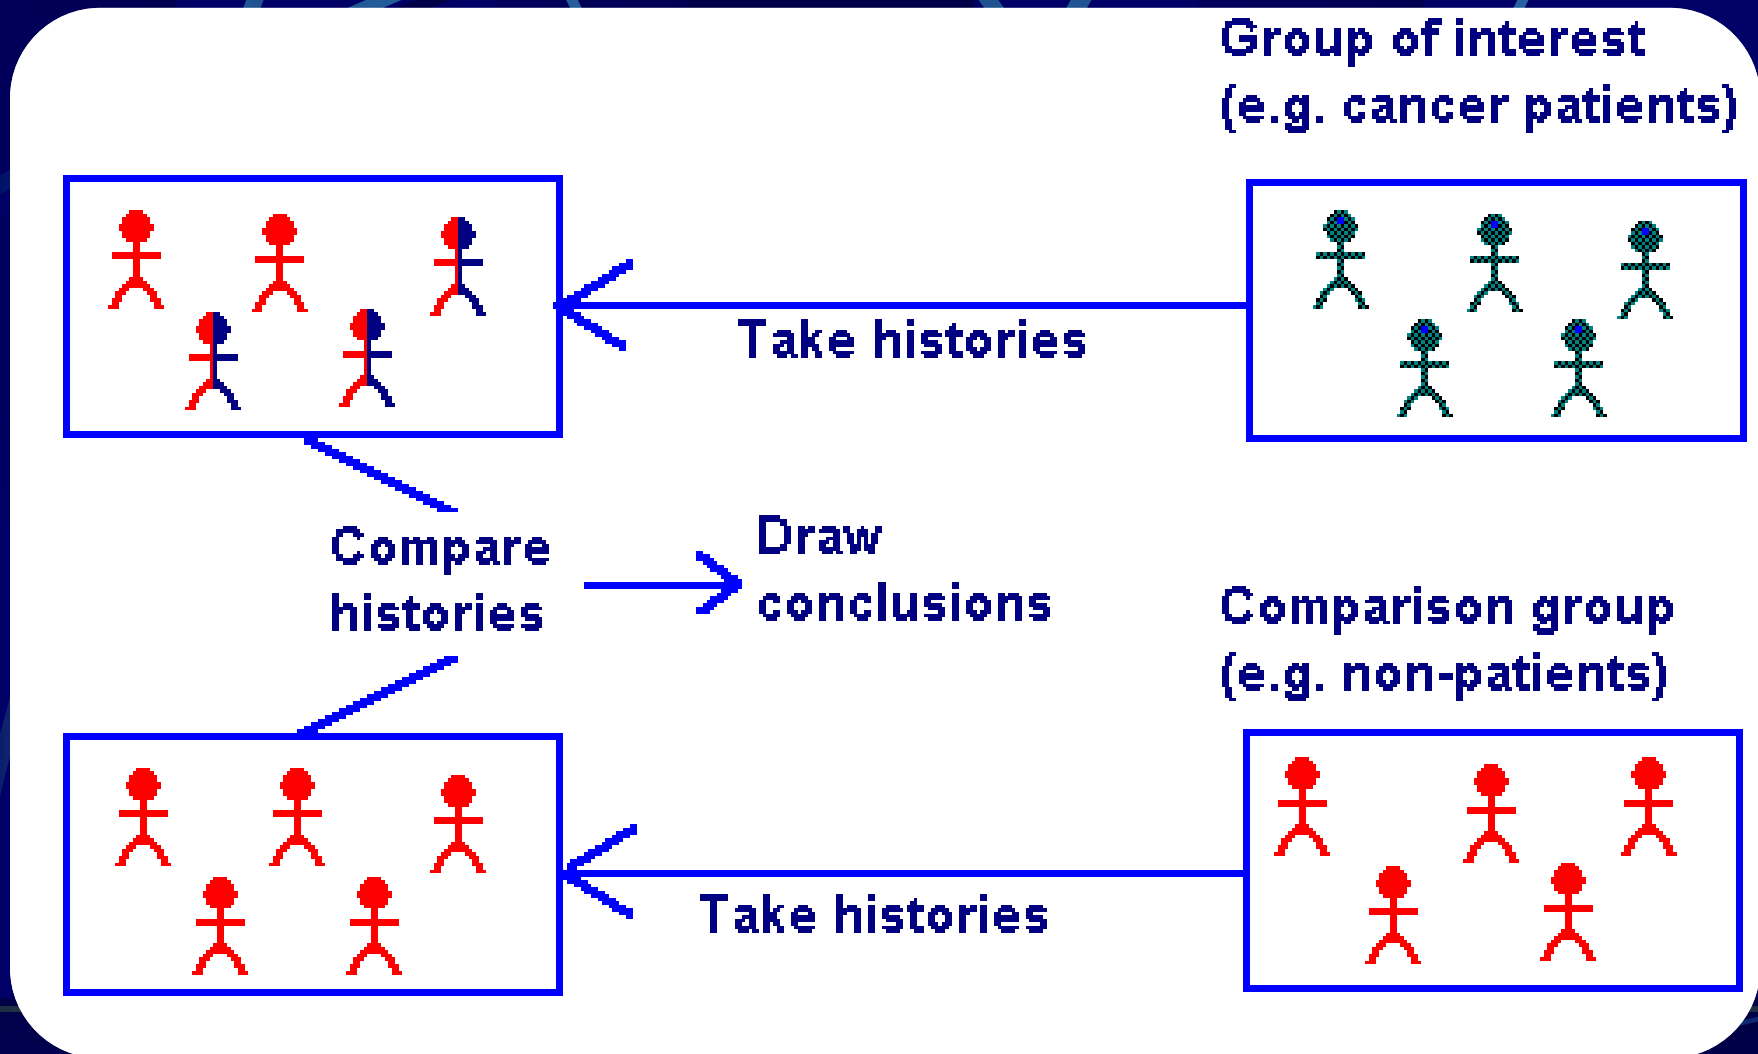 Group of interest
(e.g. cancer patients)
Take histories
Compare
histories
Draw
conclusions
Comparison group
(e.g. non-patients)
Take histories